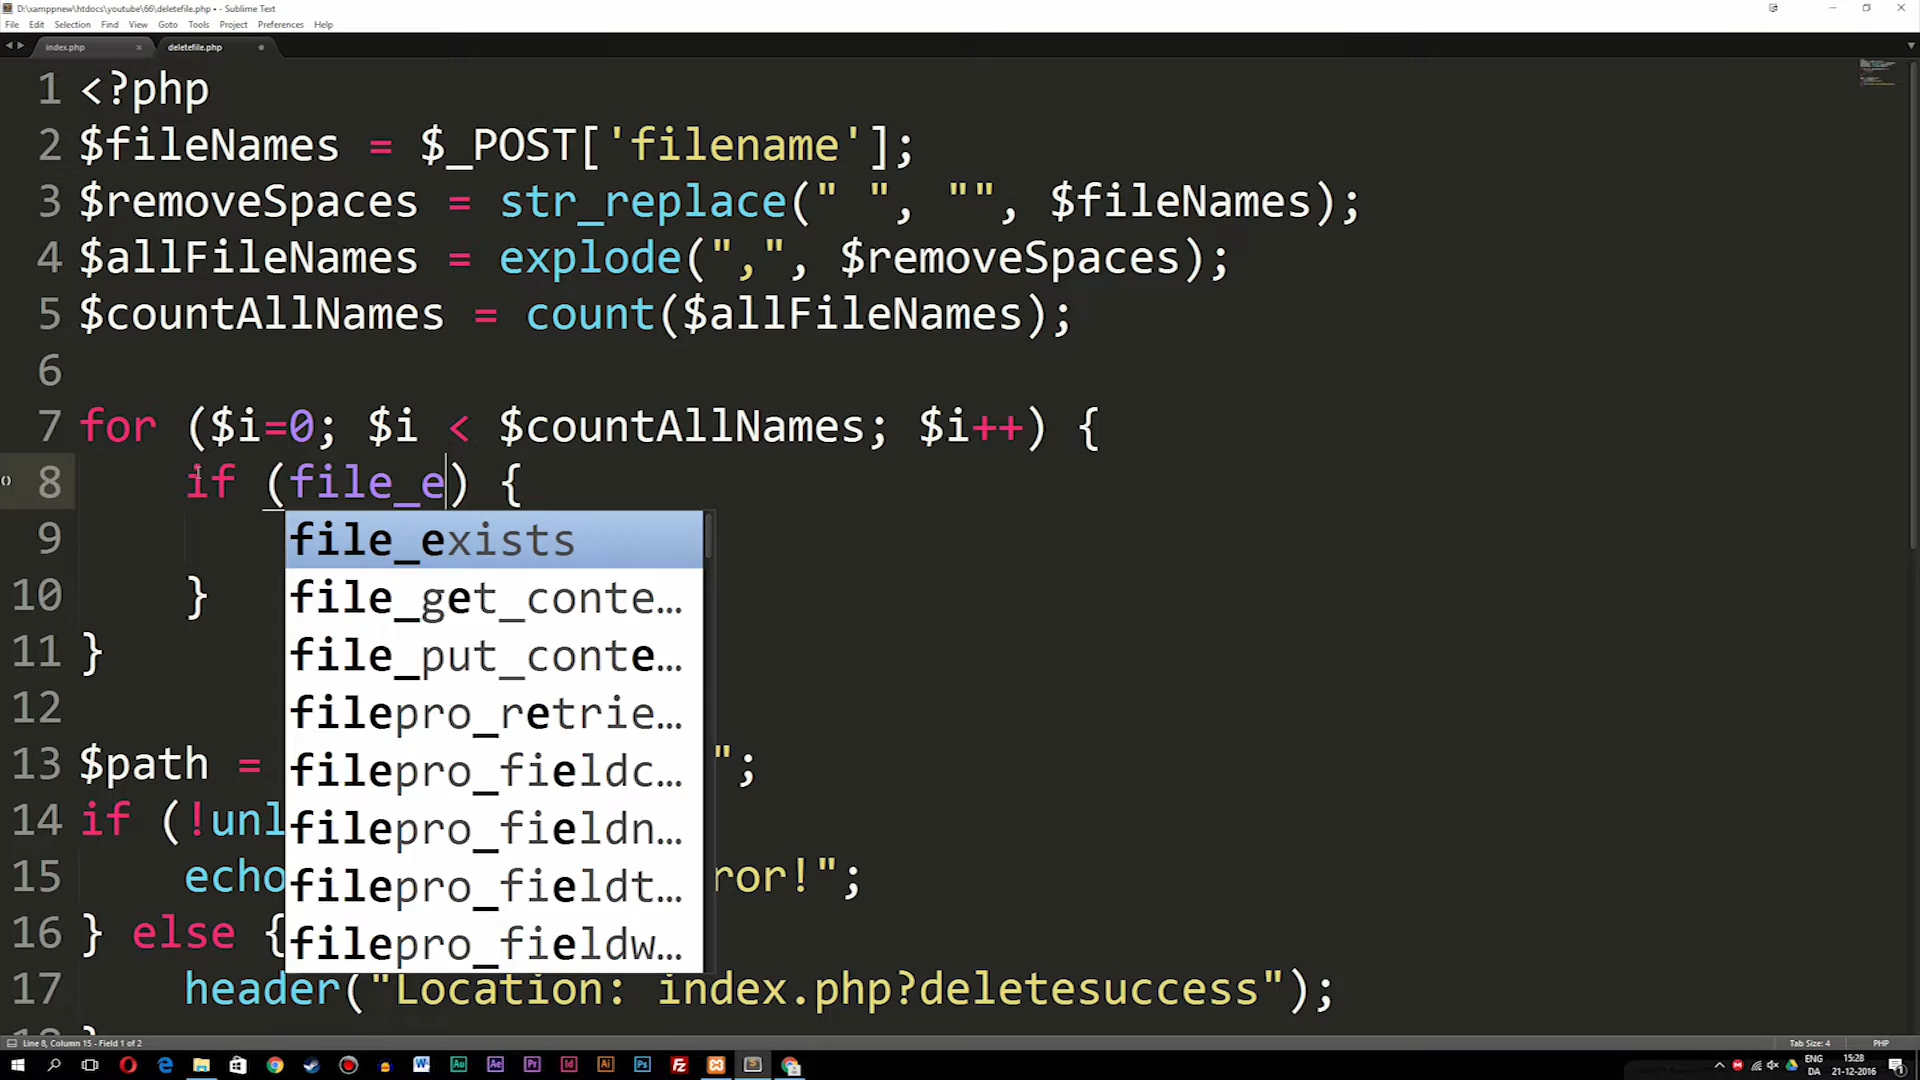 D:\xamppnew\htdocs\youtube\66\deletefile.php • - Sublime Text
File Edit Selection Find View Goto Tools Project Preferences Help
index.php × deletefile.php
1 <?php
2 $fileNames = $_POST['filename'];
3 $removeSpaces = str_replace(" ", "", $fileNames);
4 $allFileNames = explode(",", $removeSpaces);
5 $countAllNames = count($allFileNames);
6
7 for ($i=0; $i < $countAllNames; $i++) {
8 if (file_e) {
file_exists
9
file_get_conte…
10 }
file_put_conte…
11 }
filepro_retrie…
12
13 $path = ";
filepro_fieldc…
14 if (!unl
filepro_fieldn…
15 echo ror!";
filepro_fieldt…
16 } else {
filepro_fieldw…
17 header("Location: index.php?deletesuccess");
Line 8, Column 15 - Field 1 of 2
Tab Size: 4 PHP
ENG 15:28
DA 21-12-2016